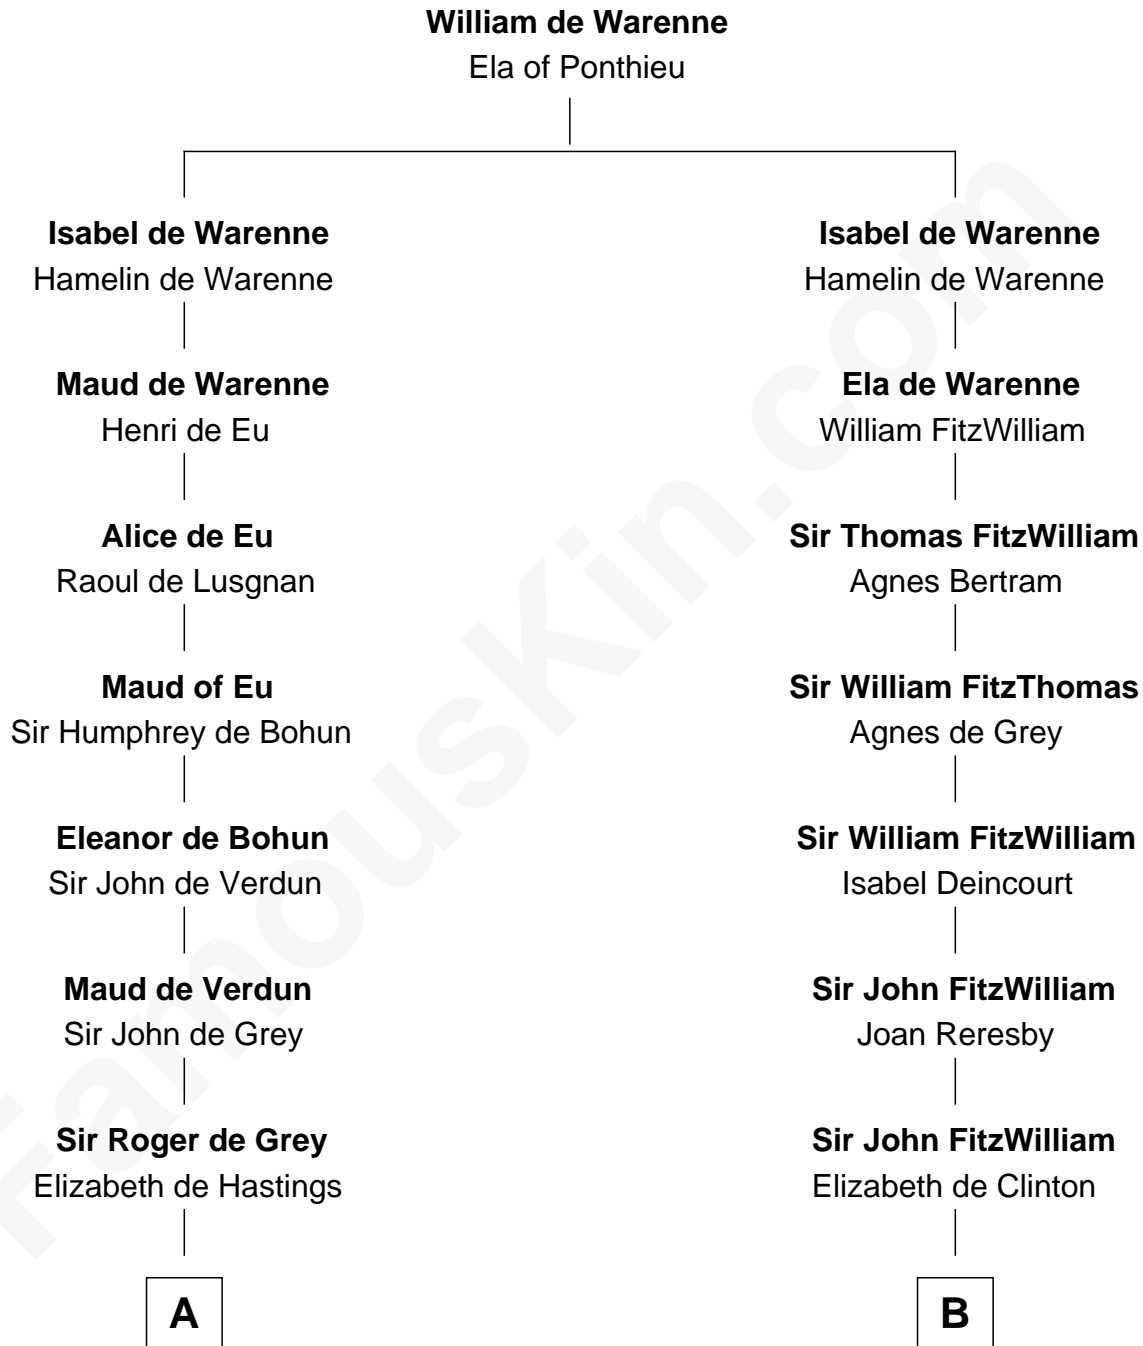 William de Warenne
Ela of Ponthieu
Isabel de Warenne
Hamelin de Warenne
Maud de Warenne
Henri de Eu
Alice de Eu
Raoul de Lusgnan
Maud of Eu
Sir Humphrey de Bohun
Eleanor de Bohun
Sir John de Verdun
Maud de Verdun
Sir John de Grey
Sir Roger de Grey
Elizabeth de Hastings
A
Isabel de Warenne
Hamelin de Warenne
Ela de Warenne
William FitzWilliam
Sir Thomas FitzWilliam
Agnes Bertram
Sir William FitzThomas
Agnes de Grey
Sir William FitzWilliam
Isabel Deincourt
Sir John FitzWilliam
Joan Reresby
Sir John FitzWilliam
Elizabeth de Clinton
B
FamousKin.com